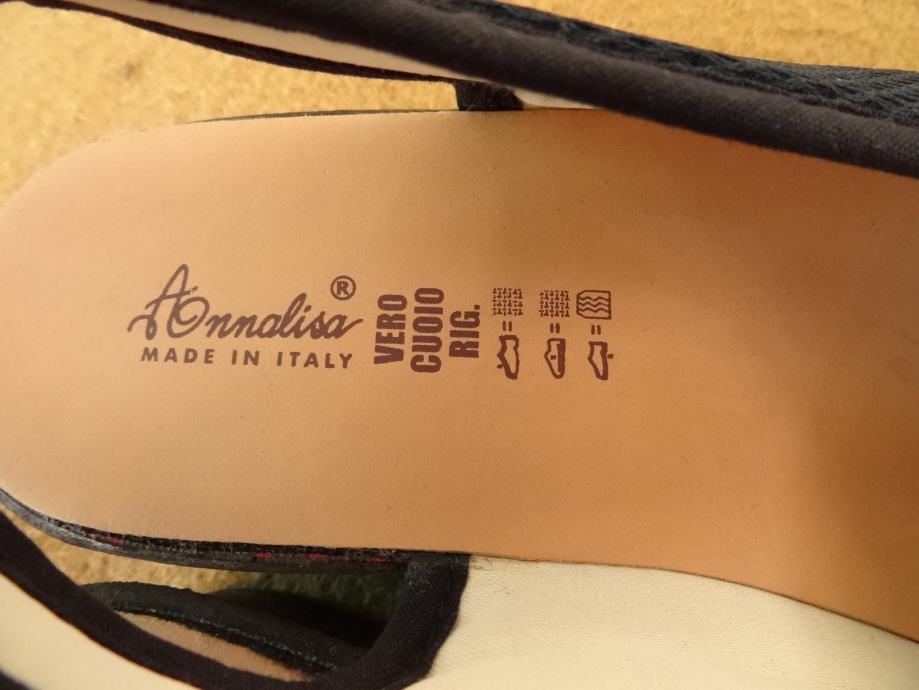 Annalisa®
MADE IN ITALY
VERO
CUOIO
RIG.